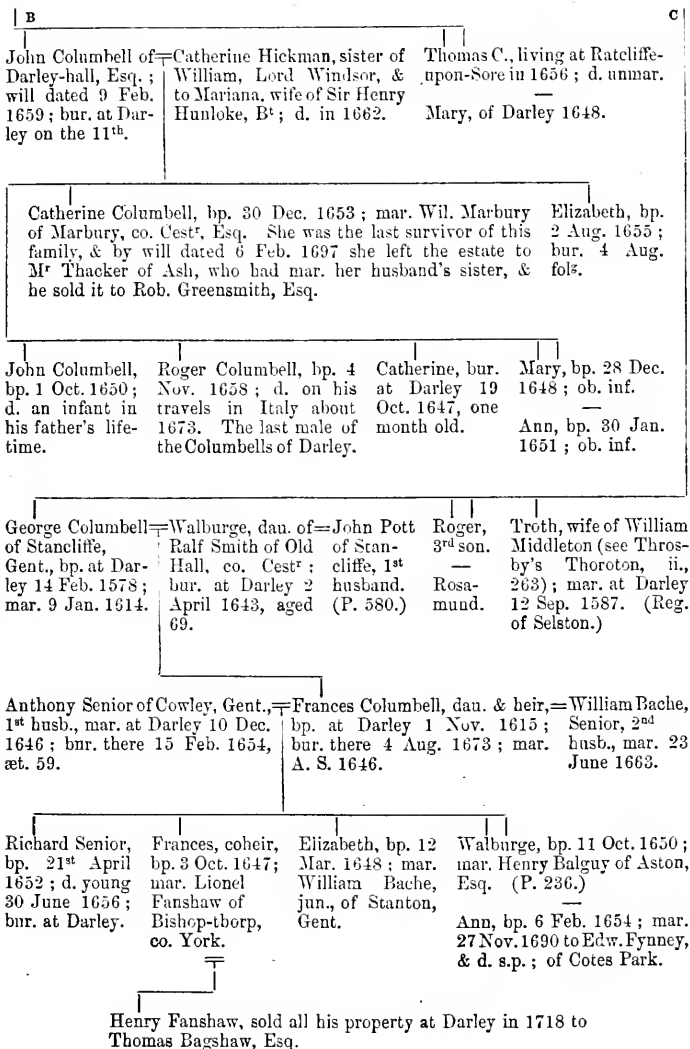 B
C
John Columbell of
Darley-hall, Esq. ;
will dated 9 Feb.
1659 ; bur. at Dar-
ley on the 11th.
Catherine Hickman, sister of
William, Lord Windsor, &
to Mariana, wife of Sir Henry
Hunloke, Bt ; d. in 1662.
Thomas C., living at Ratcliffe-
upon-Sore in 1656 ; d. unmar.
—
Mary, of Darley 1648.
Catherine Columbell, bp. 30 Dec. 1653 ; mar. Wil. Marbury
of Marbury, co. Cestr, Esq. She was the last survivor of this
family, & by will dated 6 Feb. 1697 she left the estate to
Mr Thacker of Ash, who had mar. her husband's sister, &
he sold it to Rob. Greensmith, Esq.
Elizabeth, bp.
2 Aug. 1655 ;
bur. 4 Aug.
folg.
John Columbell,
bp. 1 Oct. 1650 ;
d. an infant in
his father's life-
time.
Roger Columbell, bp. 4
Nov. 1658 ; d. on his
travels in Italy about
1673. The last male of
the Columbells of Darley.
Catherine, bur.
at Darley 19
Oct. 1647, one
month old.
Mary, bp. 28 Dec.
1648 ; ob. inf.
—
Ann, bp. 30 Jan.
1651 ; ob. inf.
George Columbell
of Stancliffe,
Gent., bp. at Dar-
ley 14 Feb. 1578 ;
mar. 9 Jan. 1614.
=Walburge, dau. of
Ralf Smith of Old
Hall, co. Cestr ;
bur. at Darley 2
April 1643, aged
69.
=John Pott
of Stan-
cliffe, 1st
husband.
(P. 580.)
Roger,
3rd son.
—
Rosa-
mund.
Troth, wife of William
Middleton (see Thros-
by's Thoroton, ii.,
263) ; mar. at Darley
12 Sep. 1587. (Reg.
of Selston.)
Anthony Senior of Cowley, Gent.,
1st husb., mar. at Darley 10 Dec.
1646 ; bur. there 15 Feb. 1654,
æt. 59.
=Frances Columbell, dau. & heir,
bp. at Darley 1 Nov. 1615 ;
bur. there 4 Aug. 1673 ; mar.
A. S. 1646.
=William Bache,
Senior, 2nd
husb., mar. 23
June 1663.
Richard Senior,
bp. 21st April
1652 ; d. young
30 June 1656 ;
bur. at Darley.
Frances, coheir,
bp. 3 Oct. 1647;
mar. Lionel
Fanshaw of
Bishop-thorp,
co. York.
Elizabeth, bp. 12
Mar. 1648 ; mar.
William Bache,
jun., of Stanton,
Gent.
Walburge, bp. 11 Oct. 1650 ;
mar. Henry Balguy of Aston,
Esq. (P. 236.)
—
Ann, bp. 6 Feb. 1654 ; mar.
27 Nov. 1690 to Edw. Fynney,
& d. s.p. ; of Cotes Park.
Henry Fanshaw, sold all his property at Darley in 1718 to
Thomas Bagshaw, Esq.